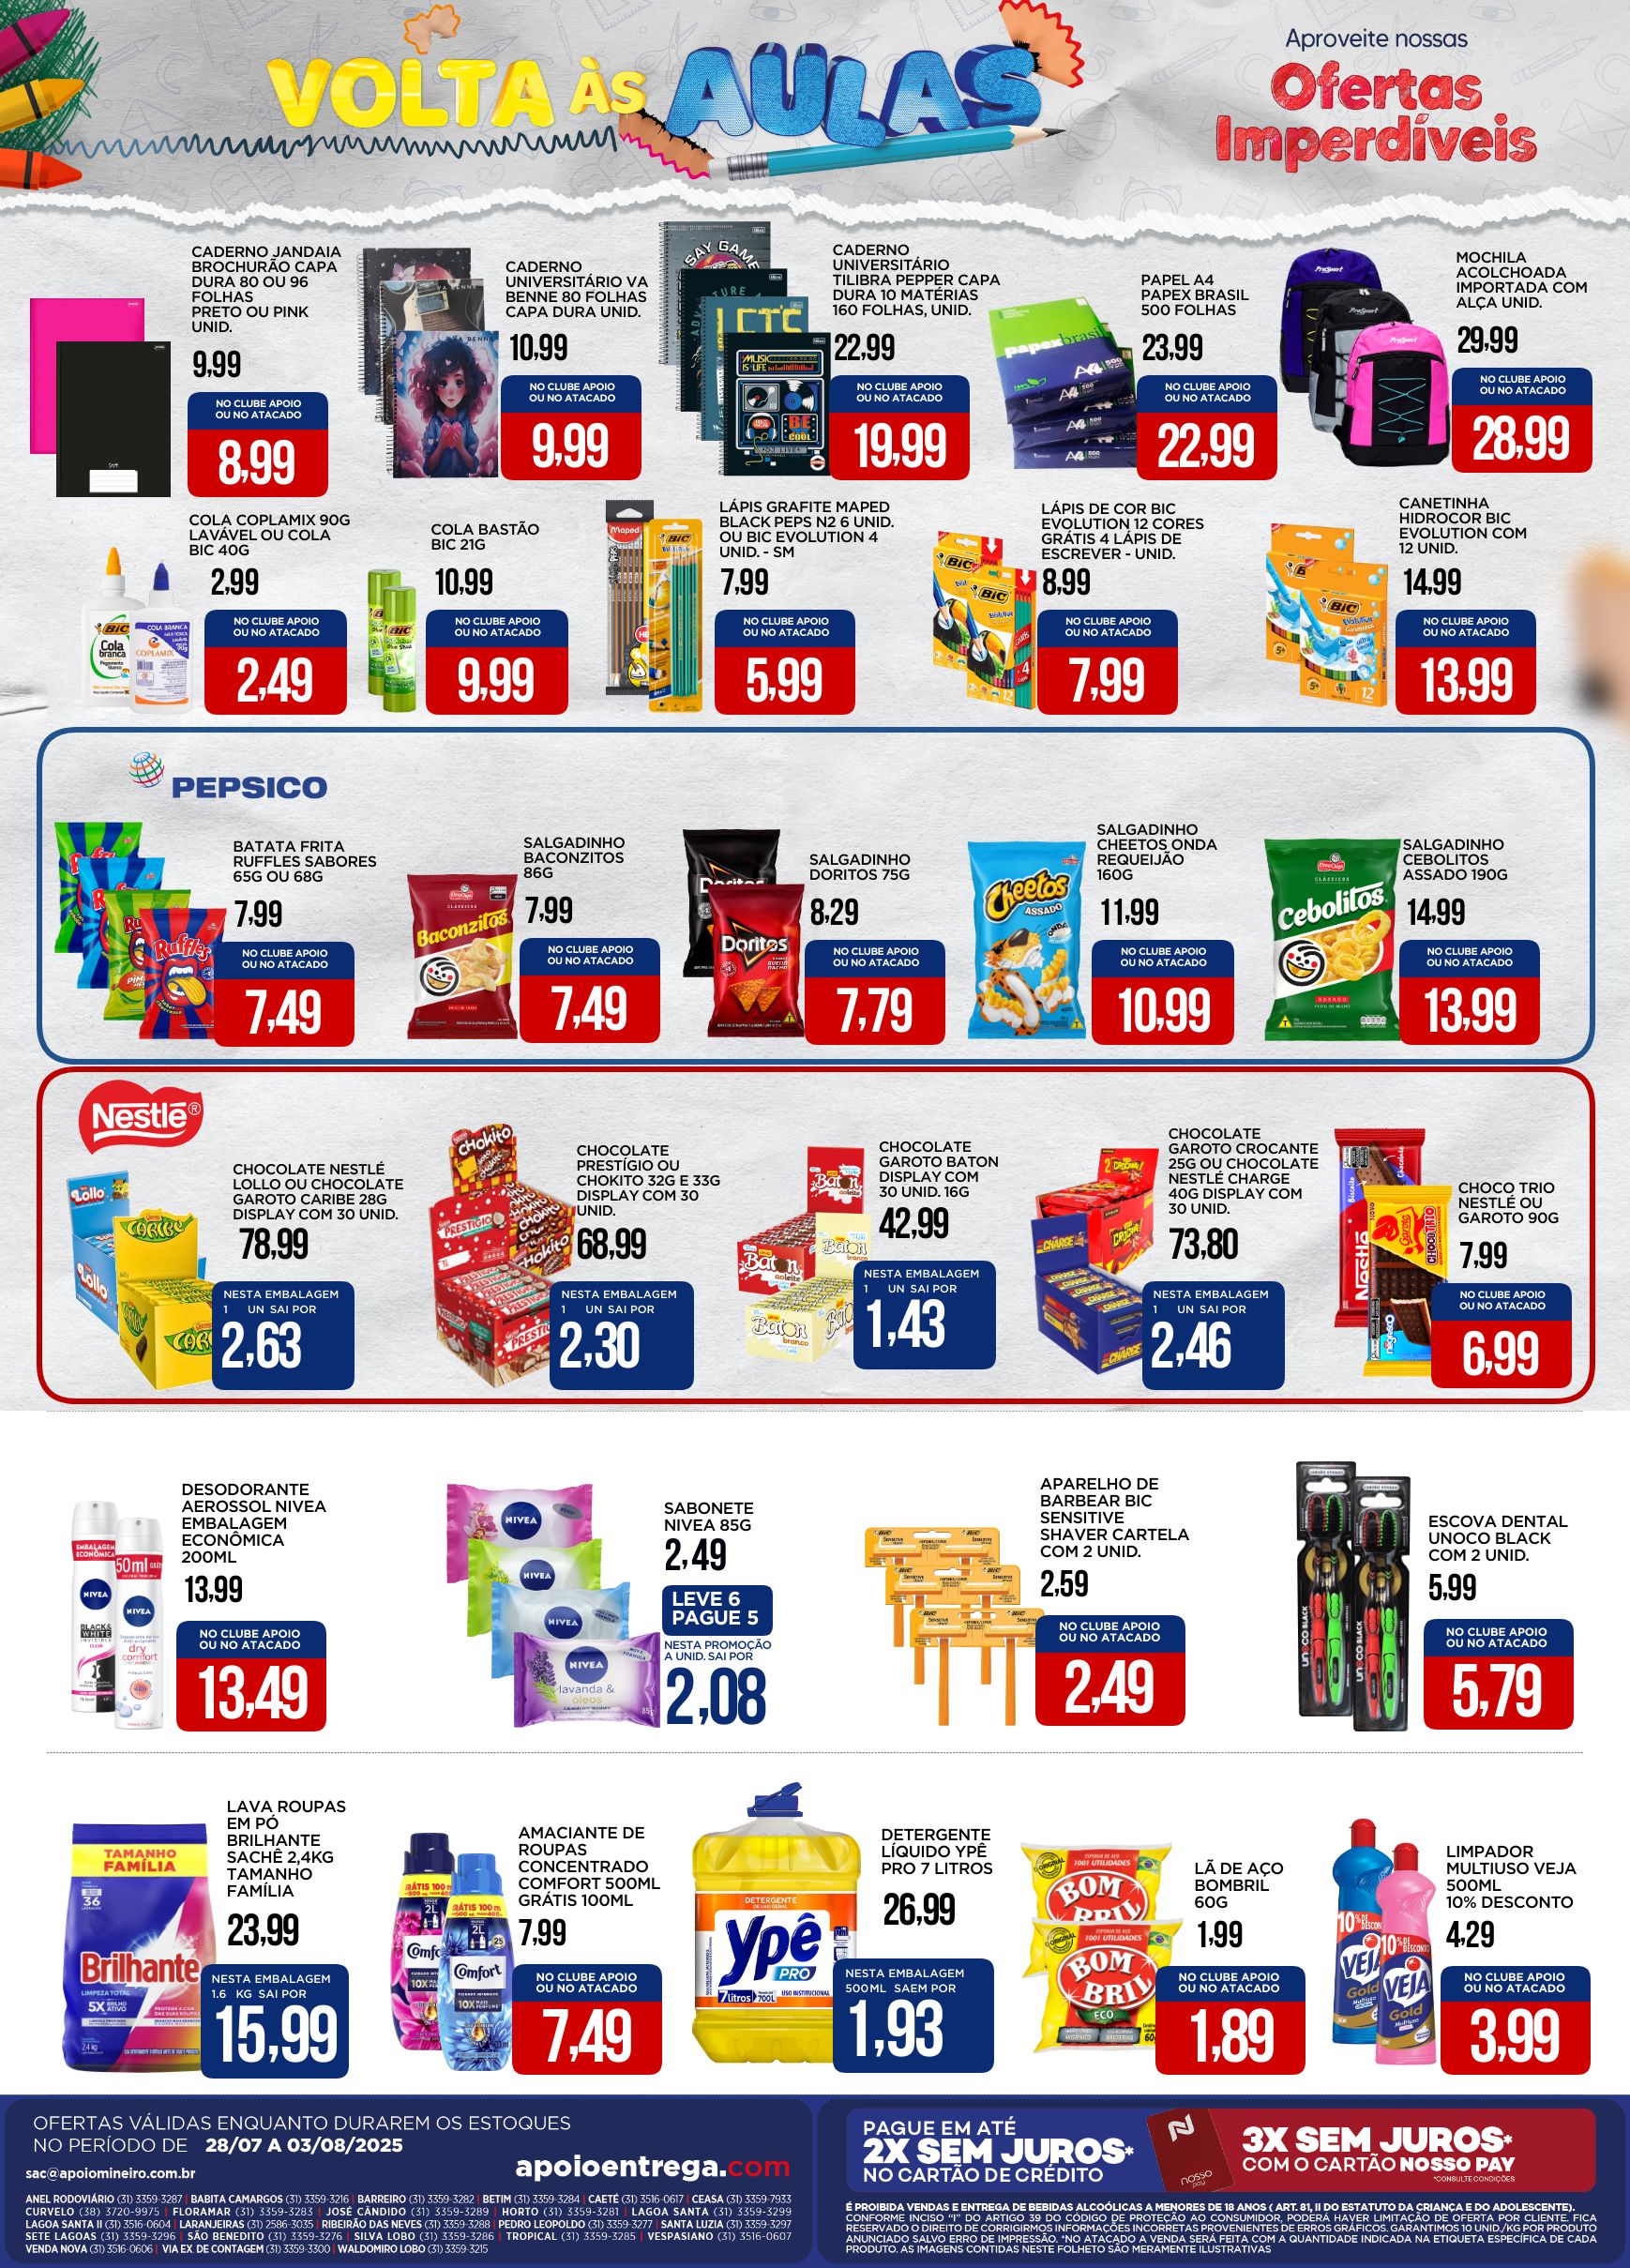 VOLTA ÀS AULAS
Aproveite nossas
Ofertas
Imperdíveis
CADERNO JANDAIA
BROCHURÃO CAPA
DURA 80 OU 96
FOLHAS
PRETO OU PINK
UNID.
9,99
NO CLUBE APOIO
OU NO ATACADO
8,99
CADERNO
UNIVERSITÁRIO VA
BENNE 80 FOLHAS
CAPA DURA UNID.
10,99
NO CLUBE APOIO
OU NO ATACADO
9,99
CADERNO
UNIVERSITÁRIO
TILIBRA PEPPER CAPA
DURA 10 MATÉRIAS
160 FOLHAS, UNID.
22,99
NO CLUBE APOIO
OU NO ATACADO
19,99
PAPEL A4
PAPEX BRASIL
500 FOLHAS
23,99
NO CLUBE APOIO
OU NO ATACADO
22,99
MOCHILA
ACOLCHOADA
IMPORTADA COM
ALÇA UNID.
29,99
NO CLUBE APOIO
OU NO ATACADO
28,99
COLA COPLAMIX 90G
LAVÁVEL OU COLA
BIC 40G
2,99
NO CLUBE APOIO
OU NO ATACADO
2,49
COLA BASTÃO
BIC 21G
10,99
NO CLUBE APOIO
OU NO ATACADO
9,99
LÁPIS GRAFITE MAPED
BLACK PEPS N2 6 UNID.
OU BIC EVOLUTION 4
UNID. - SM
7,99
NO CLUBE APOIO
OU NO ATACADO
5,99
LÁPIS DE COR BIC
EVOLUTION 12 CORES
GRÁTIS 4 LÁPIS DE
ESCREVER - UNID.
8,99
NO CLUBE APOIO
OU NO ATACADO
7,99
CANETINHA
HIDROCOR BIC
EVOLUTION COM
12 UNID.
14,99
NO CLUBE APOIO
OU NO ATACADO
13,99
PEPSICO
BATATA FRITA
RUFFLES SABORES
65G OU 68G
7,99
NO CLUBE APOIO
OU NO ATACADO
7,49
SALGADINHO
BACONZITOS
86G
7,99
NO CLUBE APOIO
OU NO ATACADO
7,49
SALGADINHO
DORITOS 75G
8,29
NO CLUBE APOIO
OU NO ATACADO
7,79
SALGADINHO
CHEETOS ONDA
REQUEIJÃO
160G
11,99
NO CLUBE APOIO
OU NO ATACADO
10,99
SALGADINHO
CEBOLITOS
ASSADO 190G
14,99
NO CLUBE APOIO
OU NO ATACADO
13,99
Nestlé®
CHOCOLATE NESTLÉ
LOLLO OU CHOCOLATE
GAROTO CARIBE 28G
DISPLAY COM 30 UNID.
78,99
NESTA EMBALAGEM
1 UN SAI POR
2,63
CHOCOLATE
PRESTÍGIO OU
CHOKITO 32G E 33G
DISPLAY COM 30
UNID.
68,99
NESTA EMBALAGEM
1 UN SAI POR
2,30
CHOCOLATE
GAROTO BATON
DISPLAY COM
30 UNID. 16G
42,99
NESTA EMBALAGEM
1 UN SAI POR
1,43
CHOCOLATE
GAROTO CROCANTE
25G OU CHOCOLATE
NESTLÉ CHARGE
40G DISPLAY COM
30 UNID.
73,80
NESTA EMBALAGEM
1 UN SAI POR
2,46
CHOCO TRIO
NESTLÉ OU
GAROTO 90G
7,99
NO CLUBE APOIO
OU NO ATACADO
6,99
DESODORANTE
AEROSSOL NIVEA
EMBALAGEM
ECONÔMICA
200ML
13,99
NO CLUBE APOIO
OU NO ATACADO
13,49
SABONETE
NIVEA 85G
2,49
LEVE 6
PAGUE 5
NESTA PROMOÇÃO
A UNID. SAI POR
2,08
APARELHO DE
BARBEAR BIC
SENSITIVE
SHAVER CARTELA
COM 2 UNID.
2,59
NO CLUBE APOIO
OU NO ATACADO
2,49
ESCOVA DENTAL
UNOCO BLACK
COM 2 UNID.
5,99
NO CLUBE APOIO
OU NO ATACADO
5,79
LAVA ROUPAS
EM PÓ
BRILHANTE
SACHÊ 2,4KG
TAMANHO
FAMÍLIA
23,99
NESTA EMBALAGEM
1.6 KG SAI POR
15,99
AMACIANTE DE
ROUPAS
CONCENTRADO
COMFORT 500ML
GRÁTIS 100ML
7,99
NO CLUBE APOIO
OU NO ATACADO
7,49
DETERGENTE
LÍQUIDO YPÊ
PRO 7 LITROS
26,99
NESTA EMBALAGEM
500ML SAEM POR
1,93
LÃ DE AÇO
BOMBRIL
60G
1,99
NO CLUBE APOIO
OU NO ATACADO
1,89
LIMPADOR
MULTIUSO VEJA
500ML
10% DESCONTO
4,29
NO CLUBE APOIO
OU NO ATACADO
3,99
OFERTAS VÁLIDAS ENQUANTO DURAREM OS ESTOQUES
NO PERÍODO DE 28/07 A 03/08/2025
sac@apoiomineiro.com.br
apoioentrega.com
ANEL RODOVIÁRIO (31) 3359-3287 | BABITA CAMARGOS (31) 3359-3216 | BARREIRO (31) 3359-3282 | BETIM (31) 3359-3284 | CAETÉ (31) 3516-0617 | CEASA (31) 3359-7933
CURVELO (38) 3720-9975 | FLORAMAR (31) 3359-3283 | JOSÉ CÂNDIDO (31) 3359-3289 | HORTO (31) 3359-3281 | LAGOA SANTA (31) 3359-3299
LAGOA SANTA II (31) 3516-0604 | LARANJEIRAS (31) 2586-3035 | RIBEIRÃO DAS NEVES (31) 3359-3288 | PEDRO LEOPOLDO (31) 3359-3277 | SANTA LUZIA (31) 3359-3297
SETE LAGOAS (31) 3359-3296 | SÃO BENEDITO (31) 3359-3276 | SILVA LOBO (31) 3359-3286 | TROPICAL (31) 3359-3285 | VESPASIANO (31) 3516-0607
VENDA NOVA (31) 3516-0606 | VIA EX. DE CONTAGEM (31) 3359-3300 | WALDOMIRO LOBO (31) 3359-3215
PAGUE EM ATÉ
2X SEM JUROS*
NO CARTÃO DE CRÉDITO
nosso pay
3X SEM JUROS*
COM O CARTÃO NOSSO PAY
*CONSULTE CONDIÇÕES
É PROIBIDA VENDAS E ENTREGA DE BEBIDAS ALCOÓLICAS A MENORES DE 18 ANOS ( ART. 81, II DO ESTATUTO DA CRIANÇA E DO ADOLESCENTE).
CONFORME INCISO "I" DO ARTIGO 39 DO CÓDIGO DE PROTEÇÃO AO CONSUMIDOR, PODERÁ HAVER LIMITAÇÃO DE OFERTA POR CLIENTE. FICA
RESERVADO O DIREITO DE CORRIGIRMOS INFORMAÇÕES INCORRETAS PROVENIENTES DE ERROS GRÁFICOS. GARANTIMOS 10 UNID./KG POR PRODUTO
ANUNCIADO SALVO ERRO DE IMPRESSÃO. *NO ATACADO A VENDA SERÁ FEITA COM A QUANTIDADE INDICADA NA ETIQUETA ESPECÍFICA DE CADA
PRODUTO. AS IMAGENS CONTIDAS NESTE FOLHETO SÃO MERAMENTE ILUSTRATIVAS